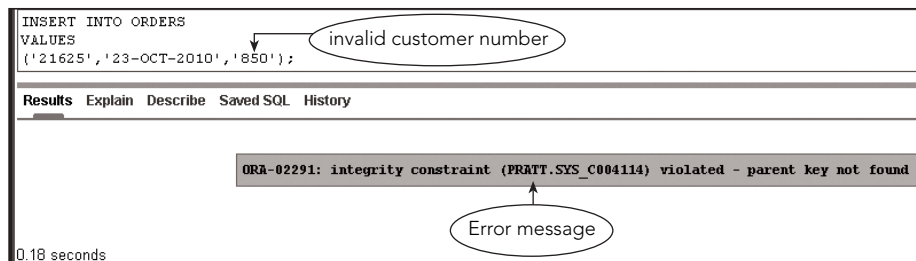 INSERT INTO ORDERS
VALUES
('21625','23-OCT-2010','850');
invalid customer number
Results Explain Describe Saved SQL History
ORA-02291: integrity constraint (PRATT.SYS_C004114) violated - parent key not found
Error message
0.18 seconds